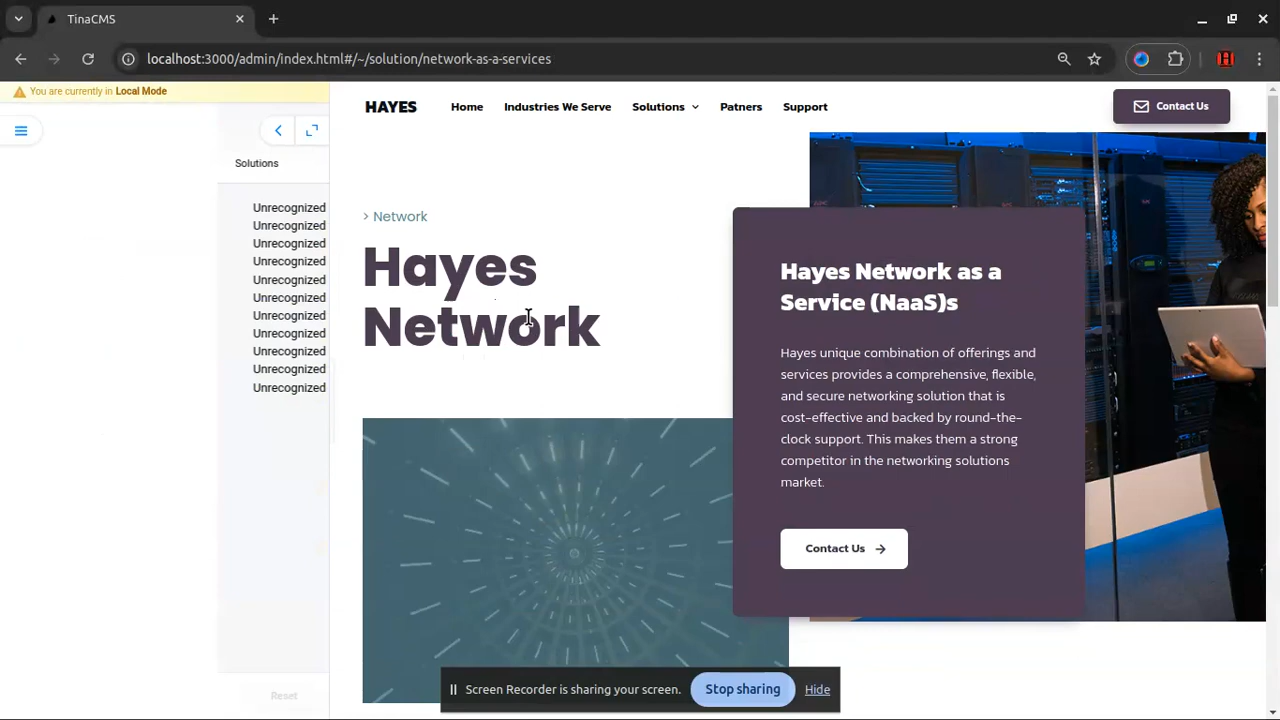 TinaCMS
localhost:3000/admin/index.html#/~/solution/network-as-a-services
You are currently in Local Mode
HAYES
Home
Industries We Serve
Solutions
Patners
Support
Contact Us
Solutions
Unrecognized
Unrecognized
Unrecognized
Unrecognized
Unrecognized
Unrecognized
Unrecognized
Unrecognized
Unrecognized
Unrecognized
Unrecognized
Reset
> Network
Hayes
Network
Hayes Network as a
Service (NaaS)s
Hayes unique combination of offerings and
services provides a comprehensive, flexible,
and secure networking solution that is
cost-effective and backed by round-the-
clock support. This makes them a strong
competitor in the networking solutions
market.
Contact Us
Screen Recorder is sharing your screen.
Stop sharing
Hide